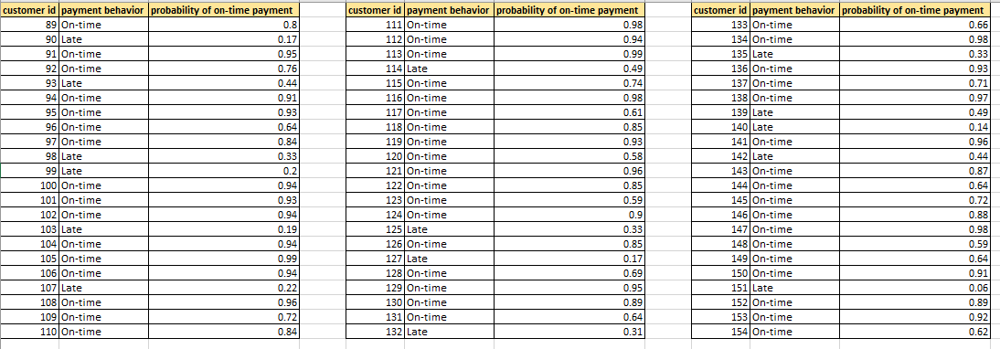 customer id payment behavior probability of on-time payment customer id payment behavior probability of on-time payment customer id payment behavior probability of on-time payment
89 On-time 0.8 111 On-time 0.98 133 On-time 0.66
90 Late 0.17 112 On-time 0.94 134 On-time 0.98
91 On-time 0.95 113 On-time 0.99 135 Late 0.33
92 On-time 0.76 114 Late 0.49 136 On-time 0.93
93 Late 0.44 115 On-time 0.74 137 On-time 0.71
94 On-time 0.91 116 On-time 0.98 138 On-time 0.97
95 On-time 0.93 117 On-time 0.61 139 Late 0.49
96 On-time 0.64 118 On-time 0.85 140 Late 0.14
97 On-time 0.84 119 On-time 0.93 141 On-time 0.96
98 Late 0.33 120 On-time 0.58 142 Late 0.44
99 Late 0.2 121 On-time 0.96 143 On-time 0.87
100 On-time 0.94 122 On-time 0.85 144 On-time 0.64
101 On-time 0.93 123 On-time 0.59 145 On-time 0.72
102 On-time 0.94 124 On-time 0.9 146 On-time 0.88
103 Late 0.19 125 Late 0.33 147 On-time 0.98
104 On-time 0.94 126 On-time 0.85 148 On-time 0.59
105 On-time 0.99 127 Late 0.17 149 On-time 0.64
106 On-time 0.94 128 On-time 0.69 150 On-time 0.91
107 Late 0.22 129 On-time 0.95 151 Late 0.06
108 On-time 0.96 130 On-time 0.89 152 On-time 0.89
109 On-time 0.72 131 On-time 0.64 153 On-time 0.92
110 On-time 0.84 132 Late 0.31 154 On-time 0.62